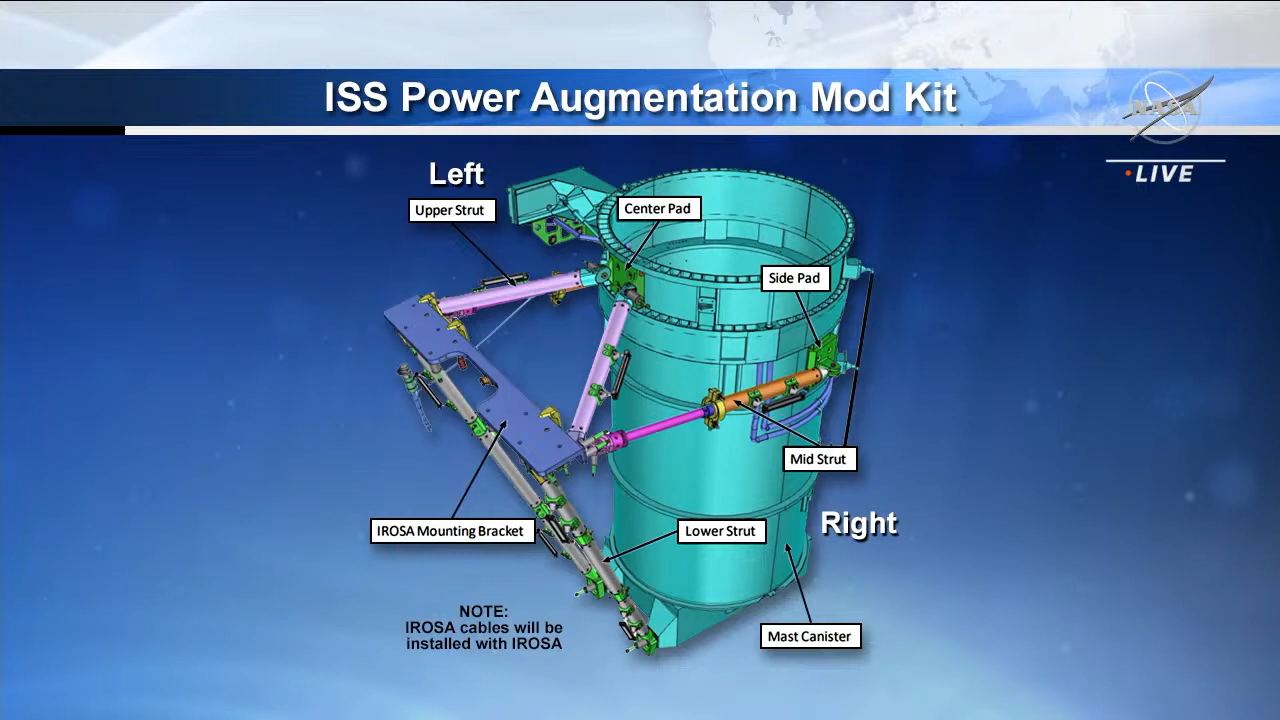 ISS Power Augmentation Mod Kit
NASA
LIVE
Left
Upper Strut
Center Pad
Side Pad
Mid Strut
IROSA Mounting Bracket
Lower Strut
Right
NOTE:
IROSA cables will be
installed with IROSA
Mast Canister